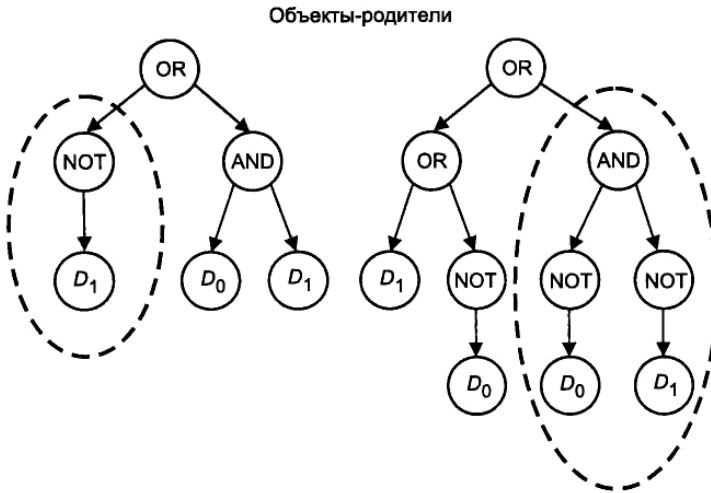 Объекты-родители
OR OR
NOT AND OR AND
D1 D0 D1 D1 NOT NOT NOT
D0 D0 D1